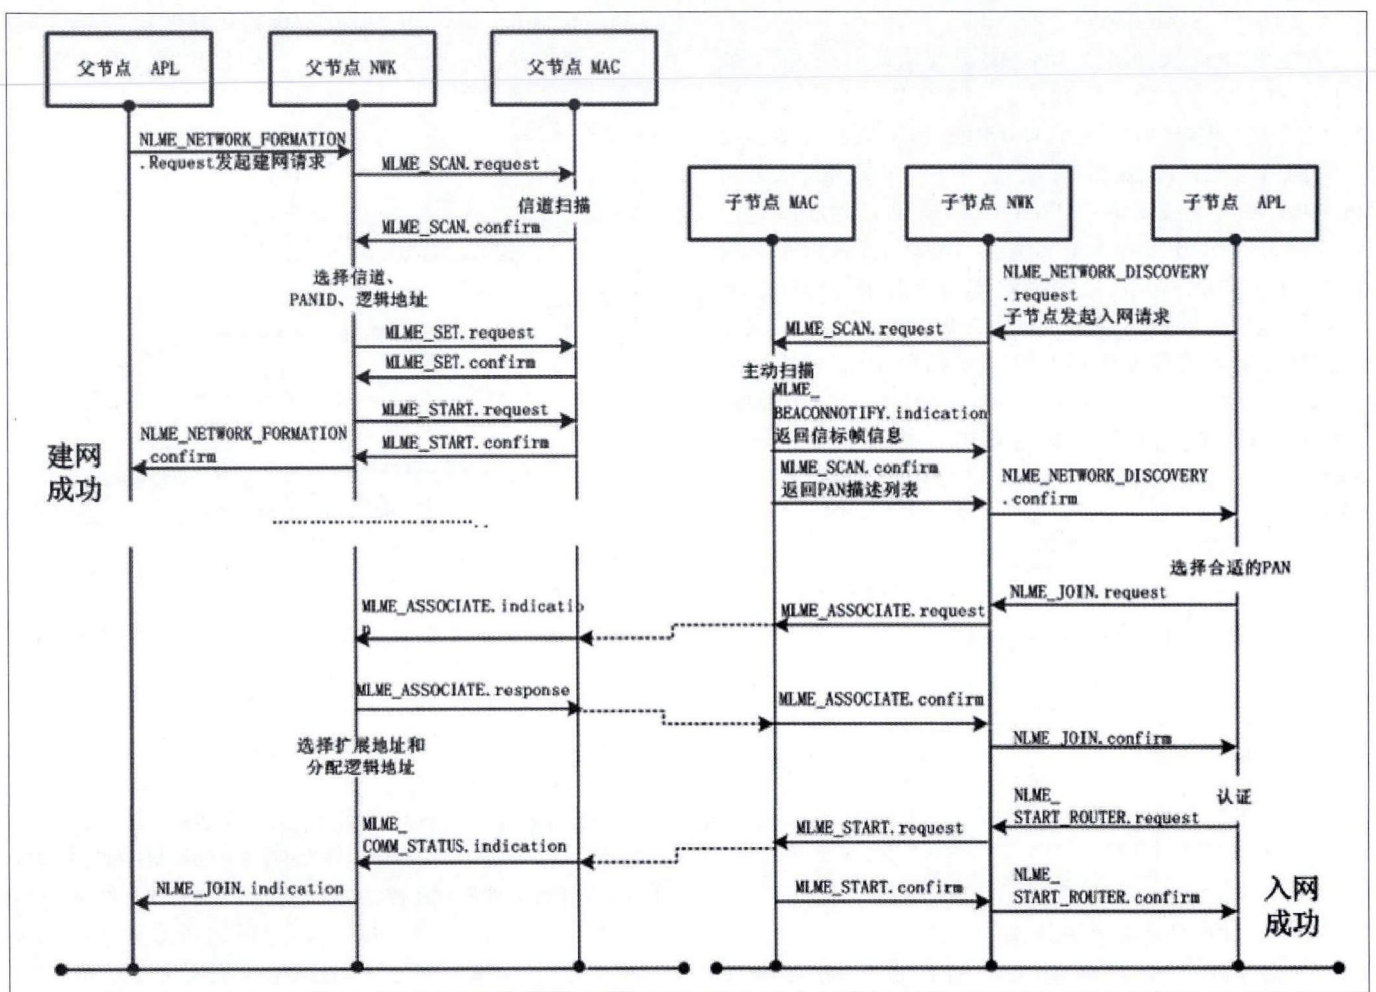 父节点 APL
父节点 NWK
父节点 MAC
NLME_NETWORK_FORMATION
.Request发起建网请求
MLME_SCAN.request
信道扫描
MLME_SCAN.confirm
选择信道、
PANID、逻辑地址
MLME_SET.request
MLME_SET.confirm
MLME_START.request
MLME_START.confirm
NLME_NETWORK_FORMATION
.confirm
建网
成功
子节点 MAC
子节点 NWK
子节点 APL
NLME_NETWORK_DISCOVERY
.request
子节点发起入网请求
MLME_SCAN.request
主动扫描
MLME_
BEACONNOTIFY.indication
返回信标帧信息
MLME_SCAN.confirm
返回PAN描述列表
NLME_NETWORK_DISCOVERY
.confirm
选择合适的PAN
NLME_JOIN.request
MLME_ASSOCIATE.request
MLME_ASSOCIATE.indicatio
n
MLME_ASSOCIATE.response
MLME_ASSOCIATE.confirm
NLME_JOIN.confirm
选择扩展地址和
分配逻辑地址
认证
NLME_
START_ROUTER.request
MLME_START.request
MLME_
COMM_STATUS.indication
NLME_JOIN.indication
MLME_START.confirm
NLME_
START_ROUTER.confirm
入网
成功